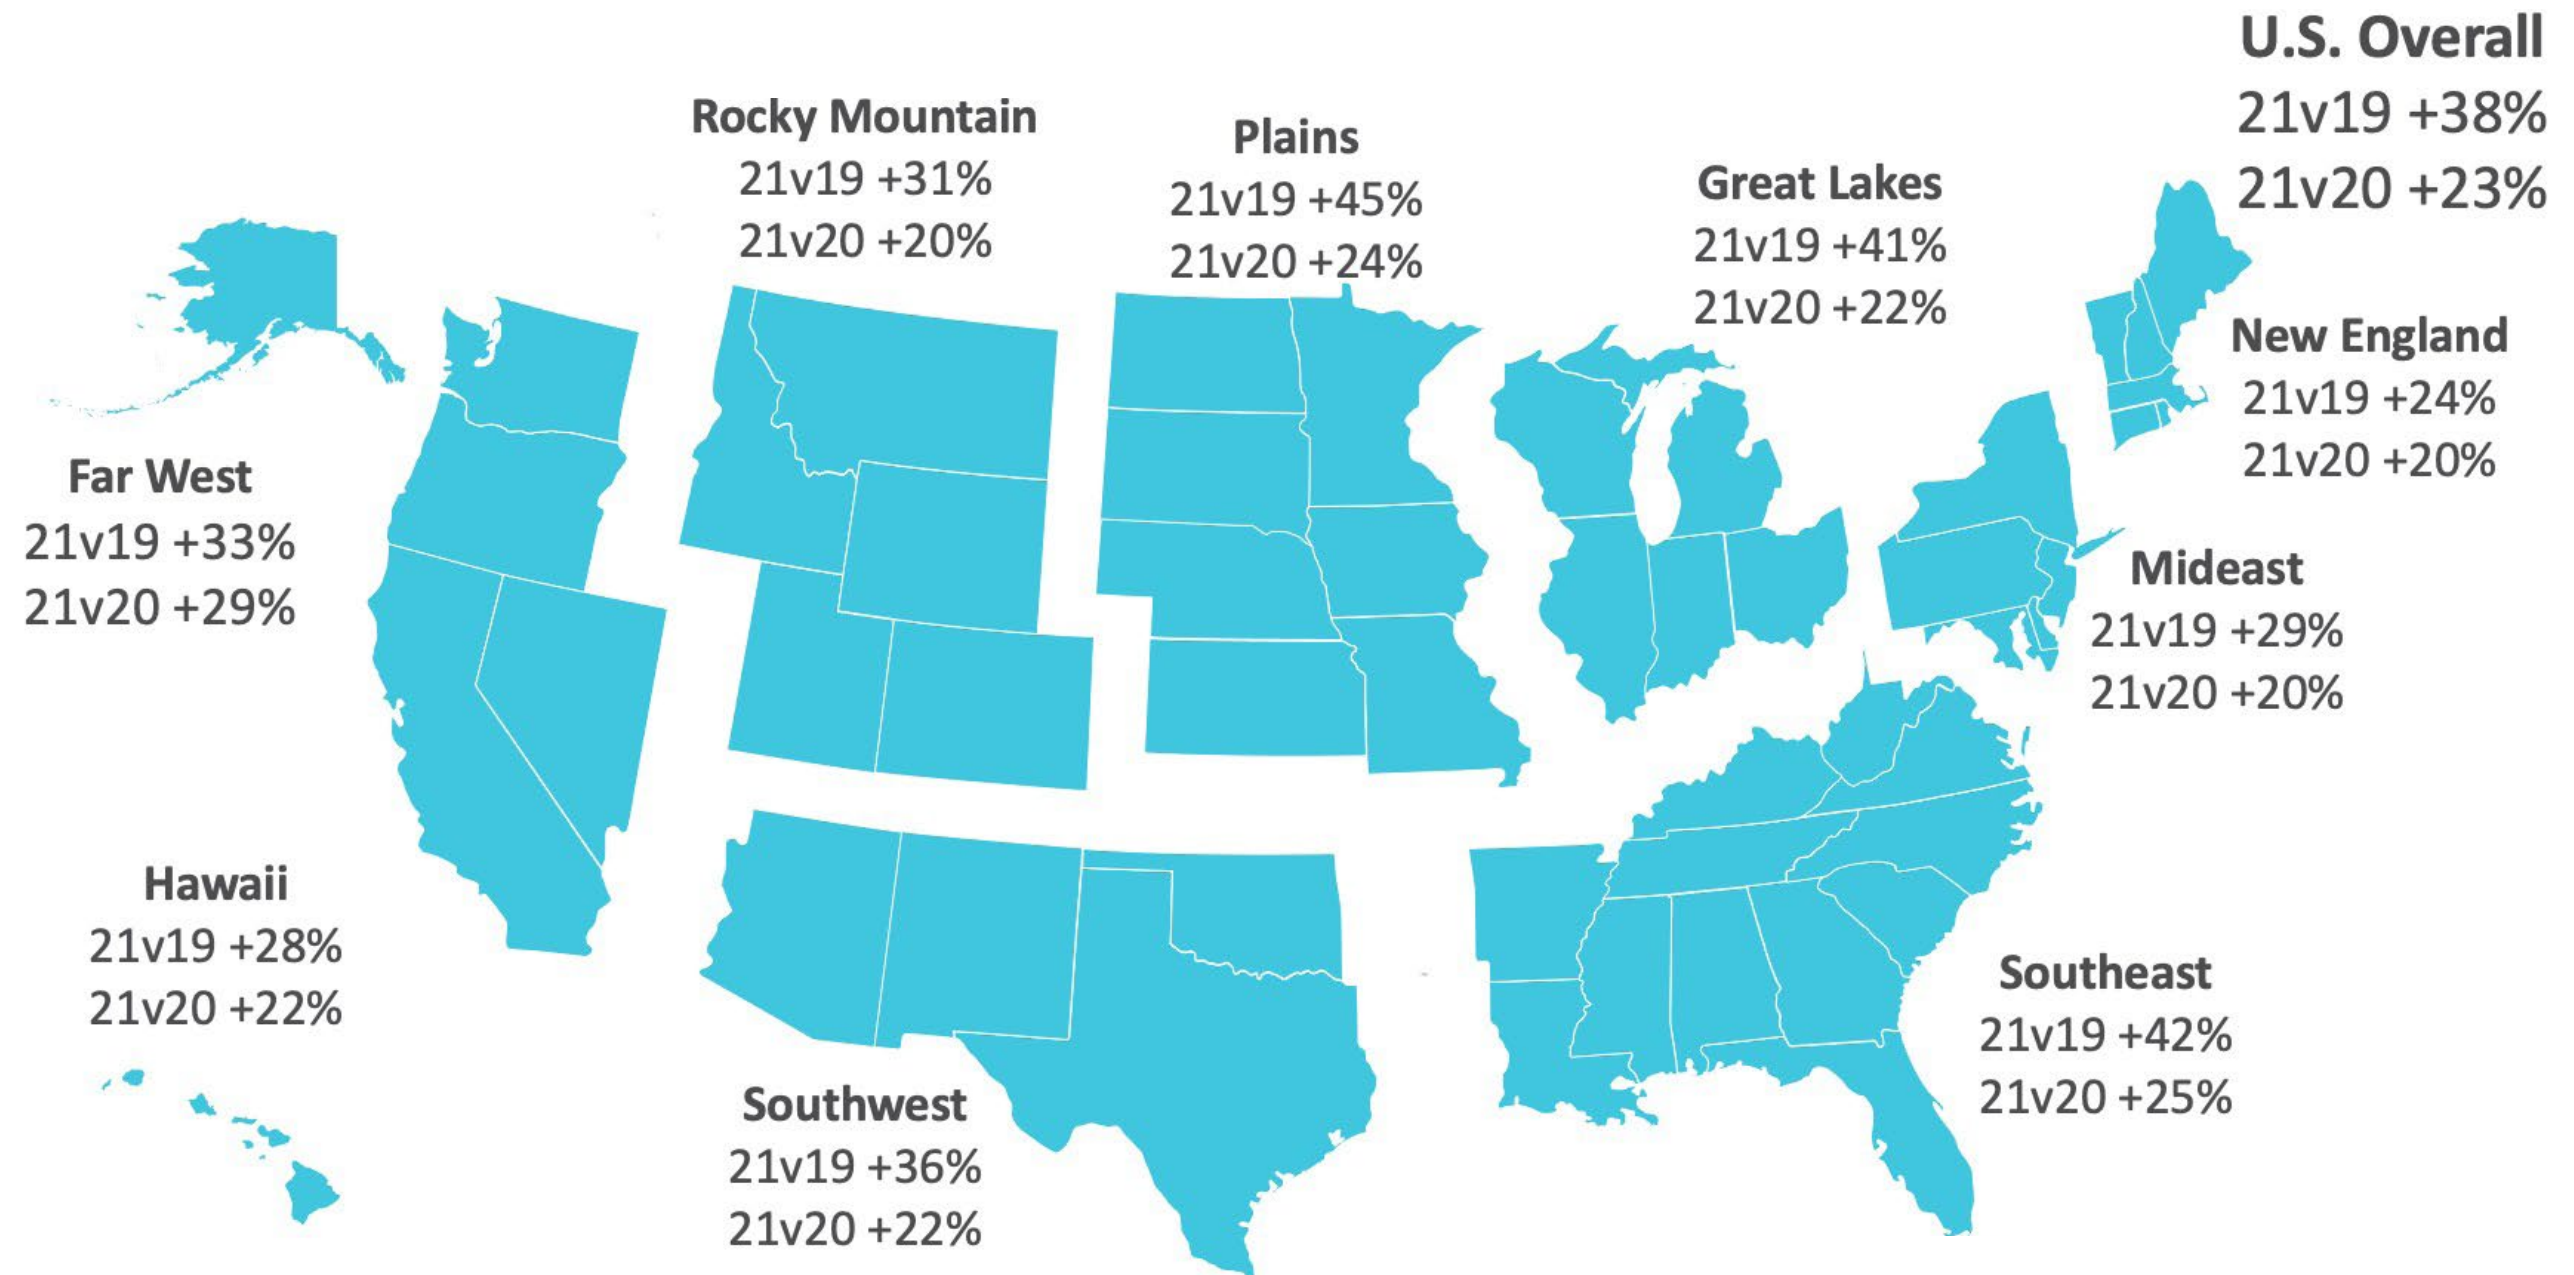 U.S. Overall
21v19 +38%
21v20 +23%
Rocky Mountain
21v19 +31%
21v20 +20%
Plains
21v19 +45%
21v20 +24%
Great Lakes
21v19 +41%
21v20 +22%
New England
21v19 +24%
21v20 +20%
Far West
21v19 +33%
21v20 +29%
Mideast
21v19 +29%
21v20 +20%
Hawaii
21v19 +28%
21v20 +22%
Southwest
21v19 +36%
21v20 +22%
Southeast
21v19 +42%
21v20 +25%